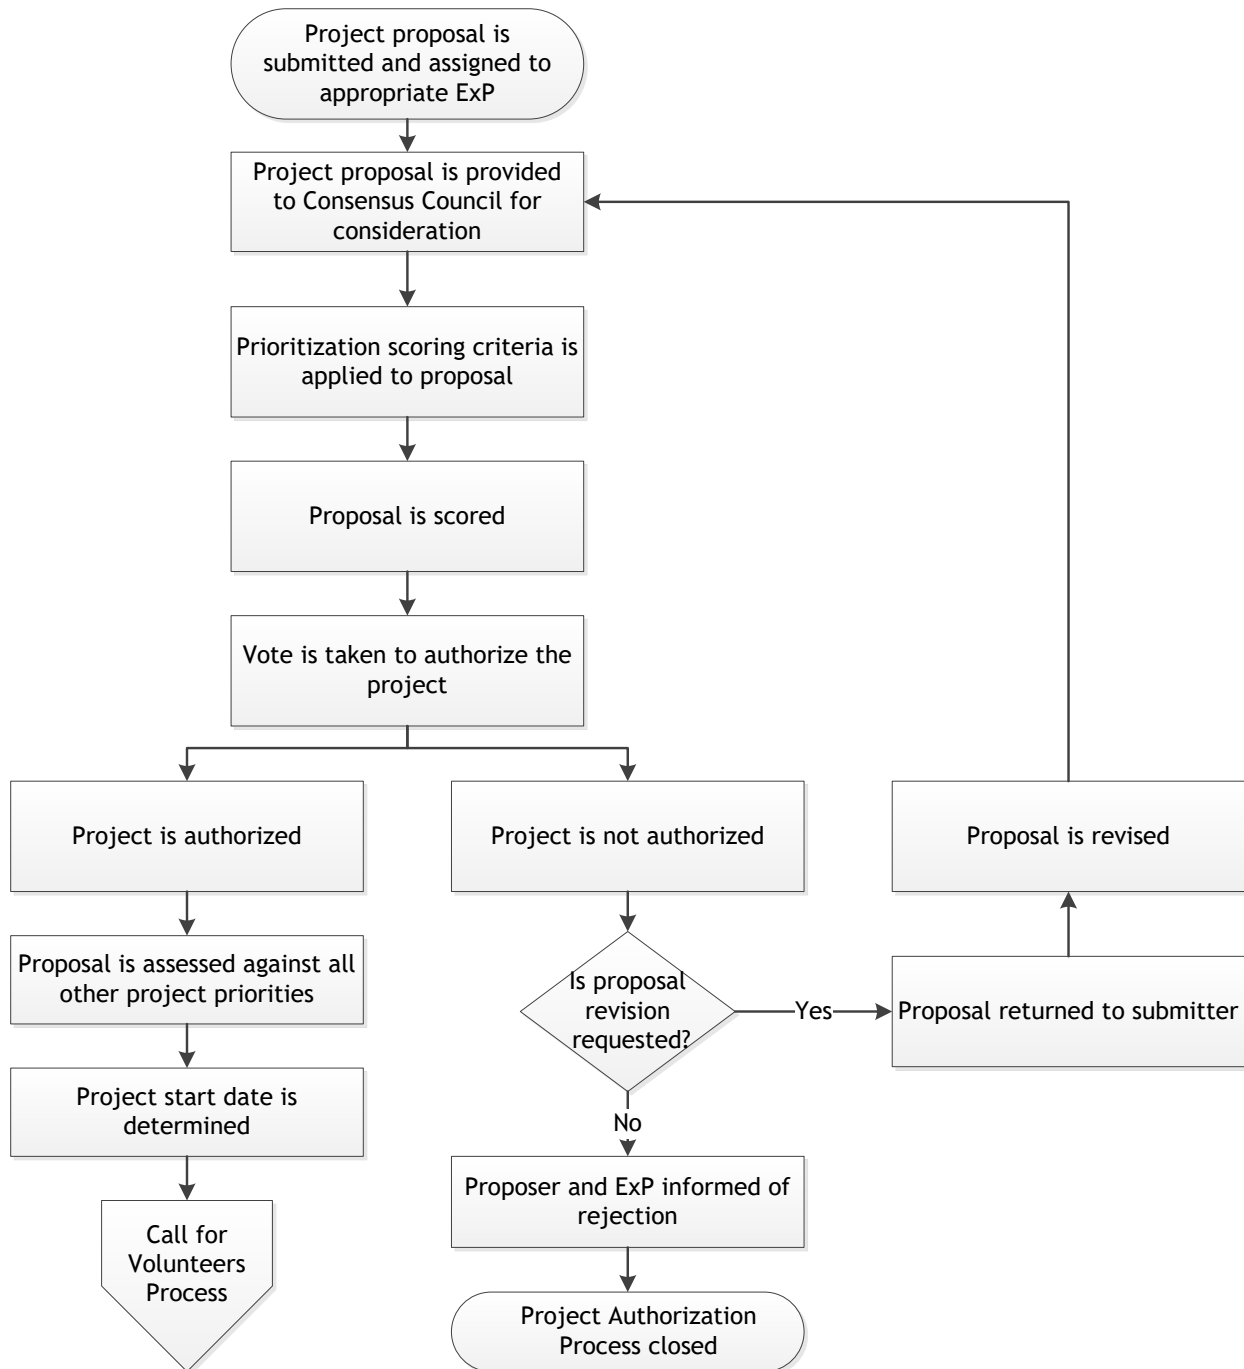 Project proposal is
submitted and assigned to
appropriate ExP
Project proposal is provided
to Consensus Council for
consideration
Prioritization scoring criteria is
applied to proposal
Proposal is scored
Vote is taken to authorize the
project
Project is authorized
Project is not authorized
Proposal is revised
Proposal is assessed against all
other project priorities
Is proposal
revision
requested?
Yes
Proposal returned to submitter
Project start date is
determined
No
Call for
Volunteers
Process
Proposer and ExP informed of
rejection
Project Authorization
Process closed